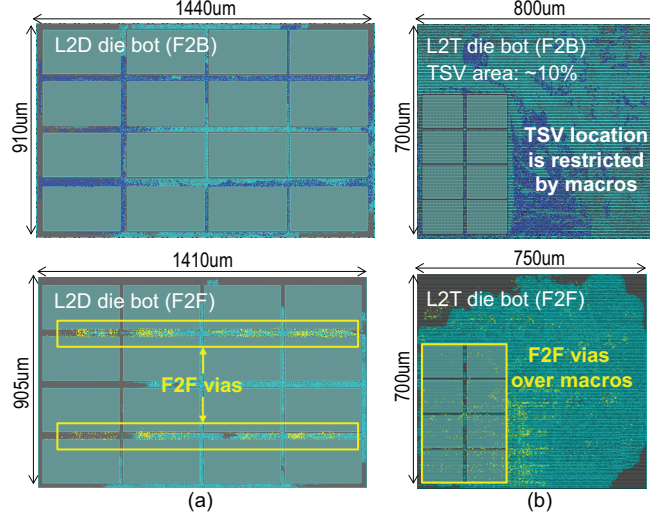 1440um
800um
910um
L2D die bot (F2B)
700um
L2T die bot (F2B)
TSV area: ~10%
TSV location
is restricted
by macros
1410um
750um
905um
L2D die bot (F2F)
F2F vias
700um
L2T die bot (F2F)
F2F vias
over macros
(a)
(b)